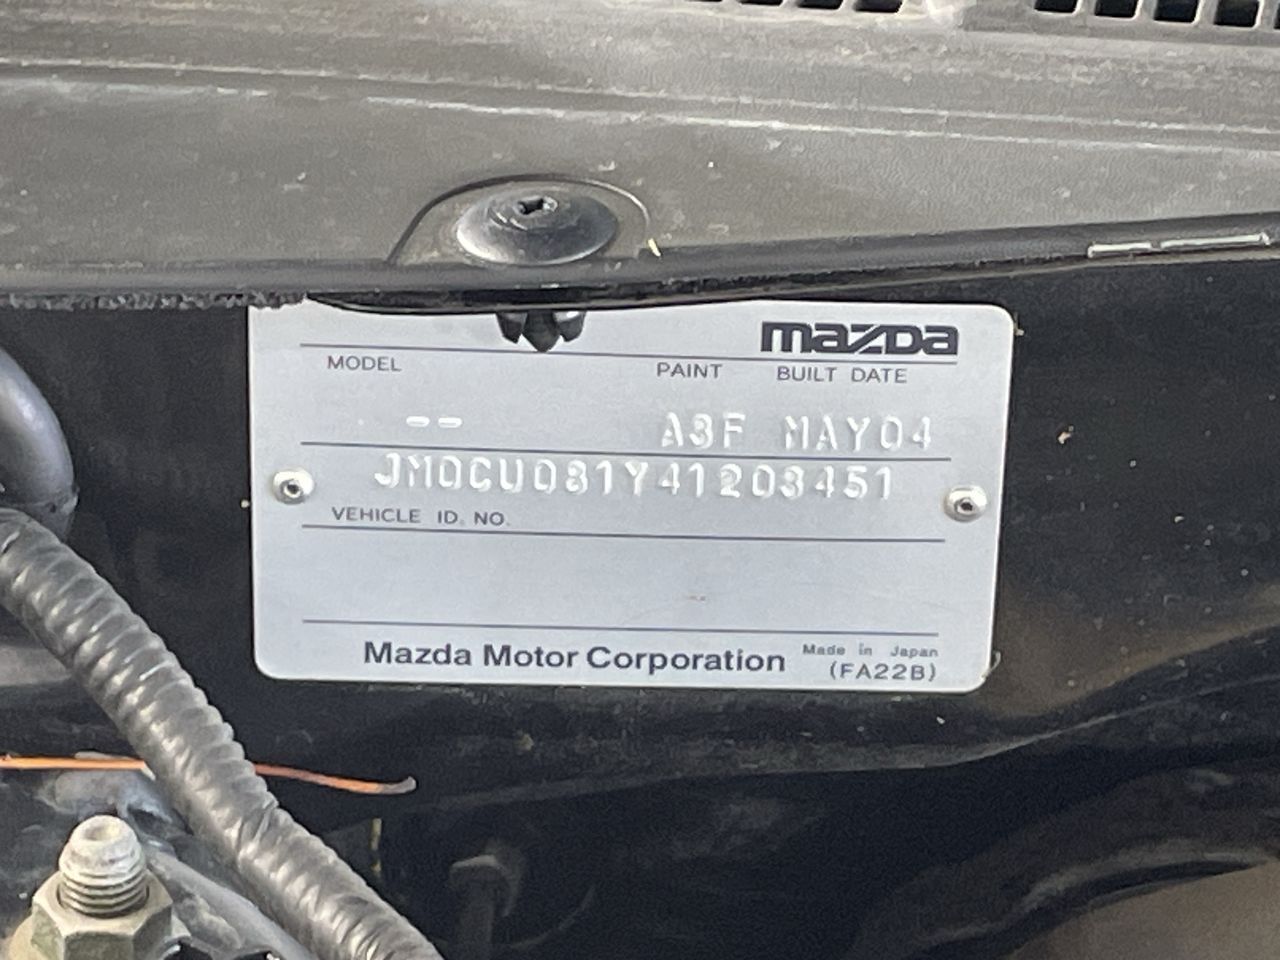 mazda
MODEL PAINT BUILT DATE
-- A3F MAY04
JM0CU081Y41203451
VEHICLE ID. NO.
Mazda Motor Corporation
Made in Japan
(FA22B)